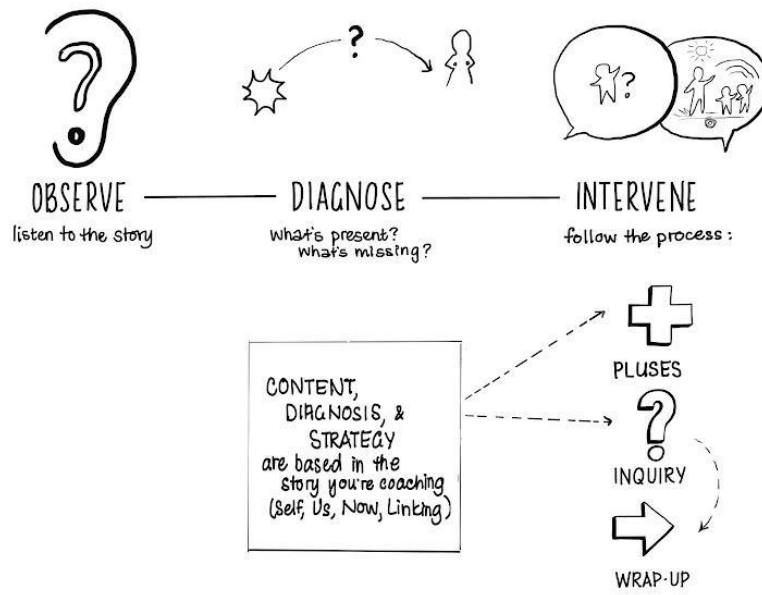 ?
OBSERVE
listen to the story
DIAGNOSE
what's present?
what's missing?
?
INTERVENE
follow the process:
CONTENT,
DIAGNOSIS, &
STRATEGY
are based in the
story you're coaching
(Self, Us, Now, Linking)
PLUSES
INQUIRY
WRAP-UP